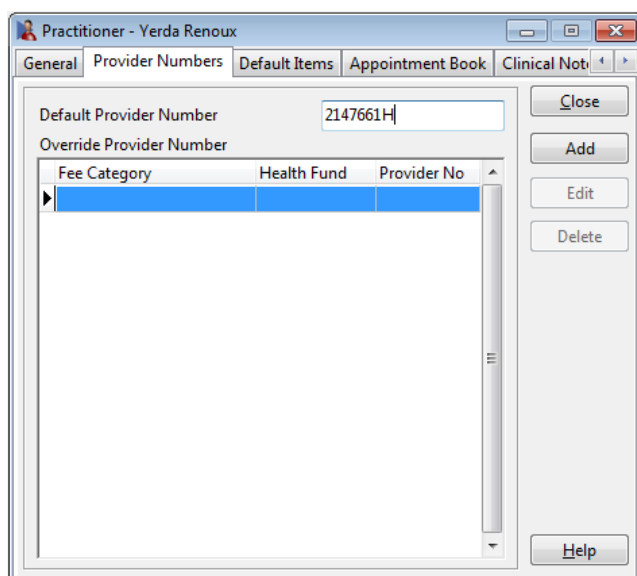 Practitioner - Yerda Renoux
General Provider Numbers Default Items Appointment Book Clinical Note
Default Provider Number 2147661H
Close
Override Provider Number
Add
Fee Category Health Fund Provider No
Edit
Delete
Help